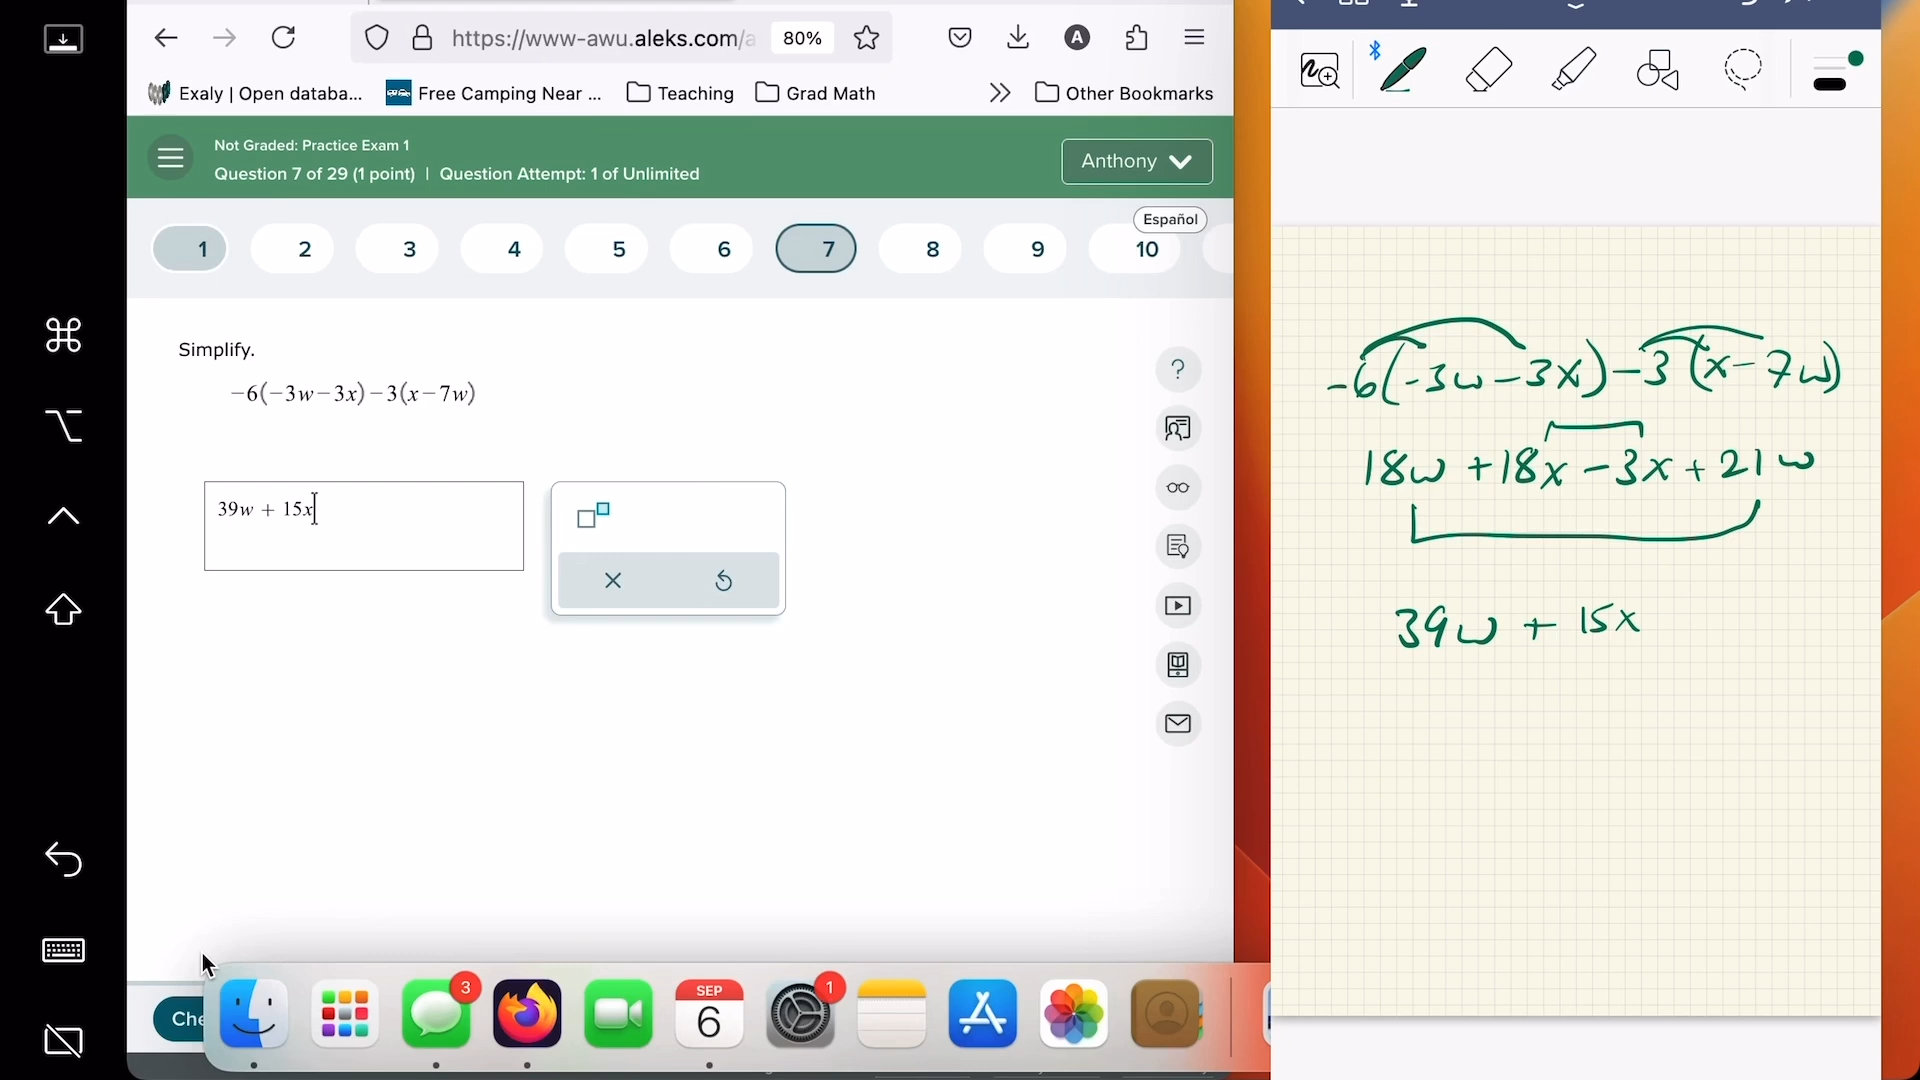 https://www-awu.aleks.com/a
80%
A
Exaly | Open databa...
Free Camping Near ...
Teaching
Grad Math
Other Bookmarks
Not Graded: Practice Exam 1
Question 7 of 29 (1 point) | Question Attempt: 1 of Unlimited
Anthony
Español
1 2 3 4 5 6 7 8 9 10
Simplify.
−6(−3w−3x)−3(x−7w)
39w + 15x
?
Che
3
SEP
6
1
-6(-3w-3x)-3(x-7w)
18w+18x-3x+21w
39w + 15x